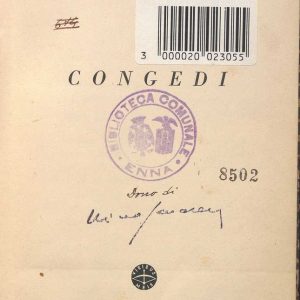 3 000020 023055
CONGEDI
BIBLIOTECA COMUNALE
• ENNA •
8502
Dono di